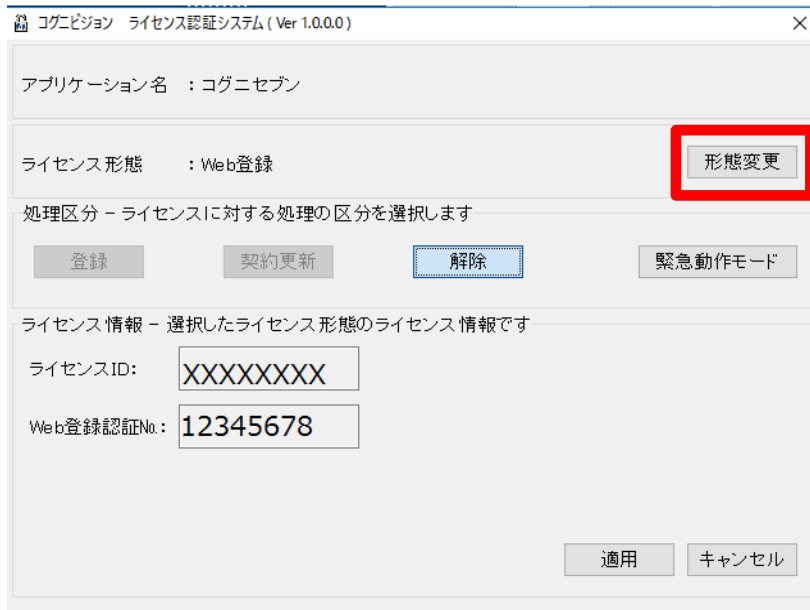 コグニビジョン ライセンス認証システム ( Ver 1.0.0.0 )
アプリケーション名 : コグニセブン
ライセンス形態 : Web登録 形態変更
処理区分 - ライセンスに対する処理の区分を選択します
登録 契約更新 解除 緊急動作モード
ライセンス情報 - 選択したライセンス形態のライセンス情報です
ライセンスID: XXXXXXXX
Web登録認証№: 12345678
適用 キャンセル